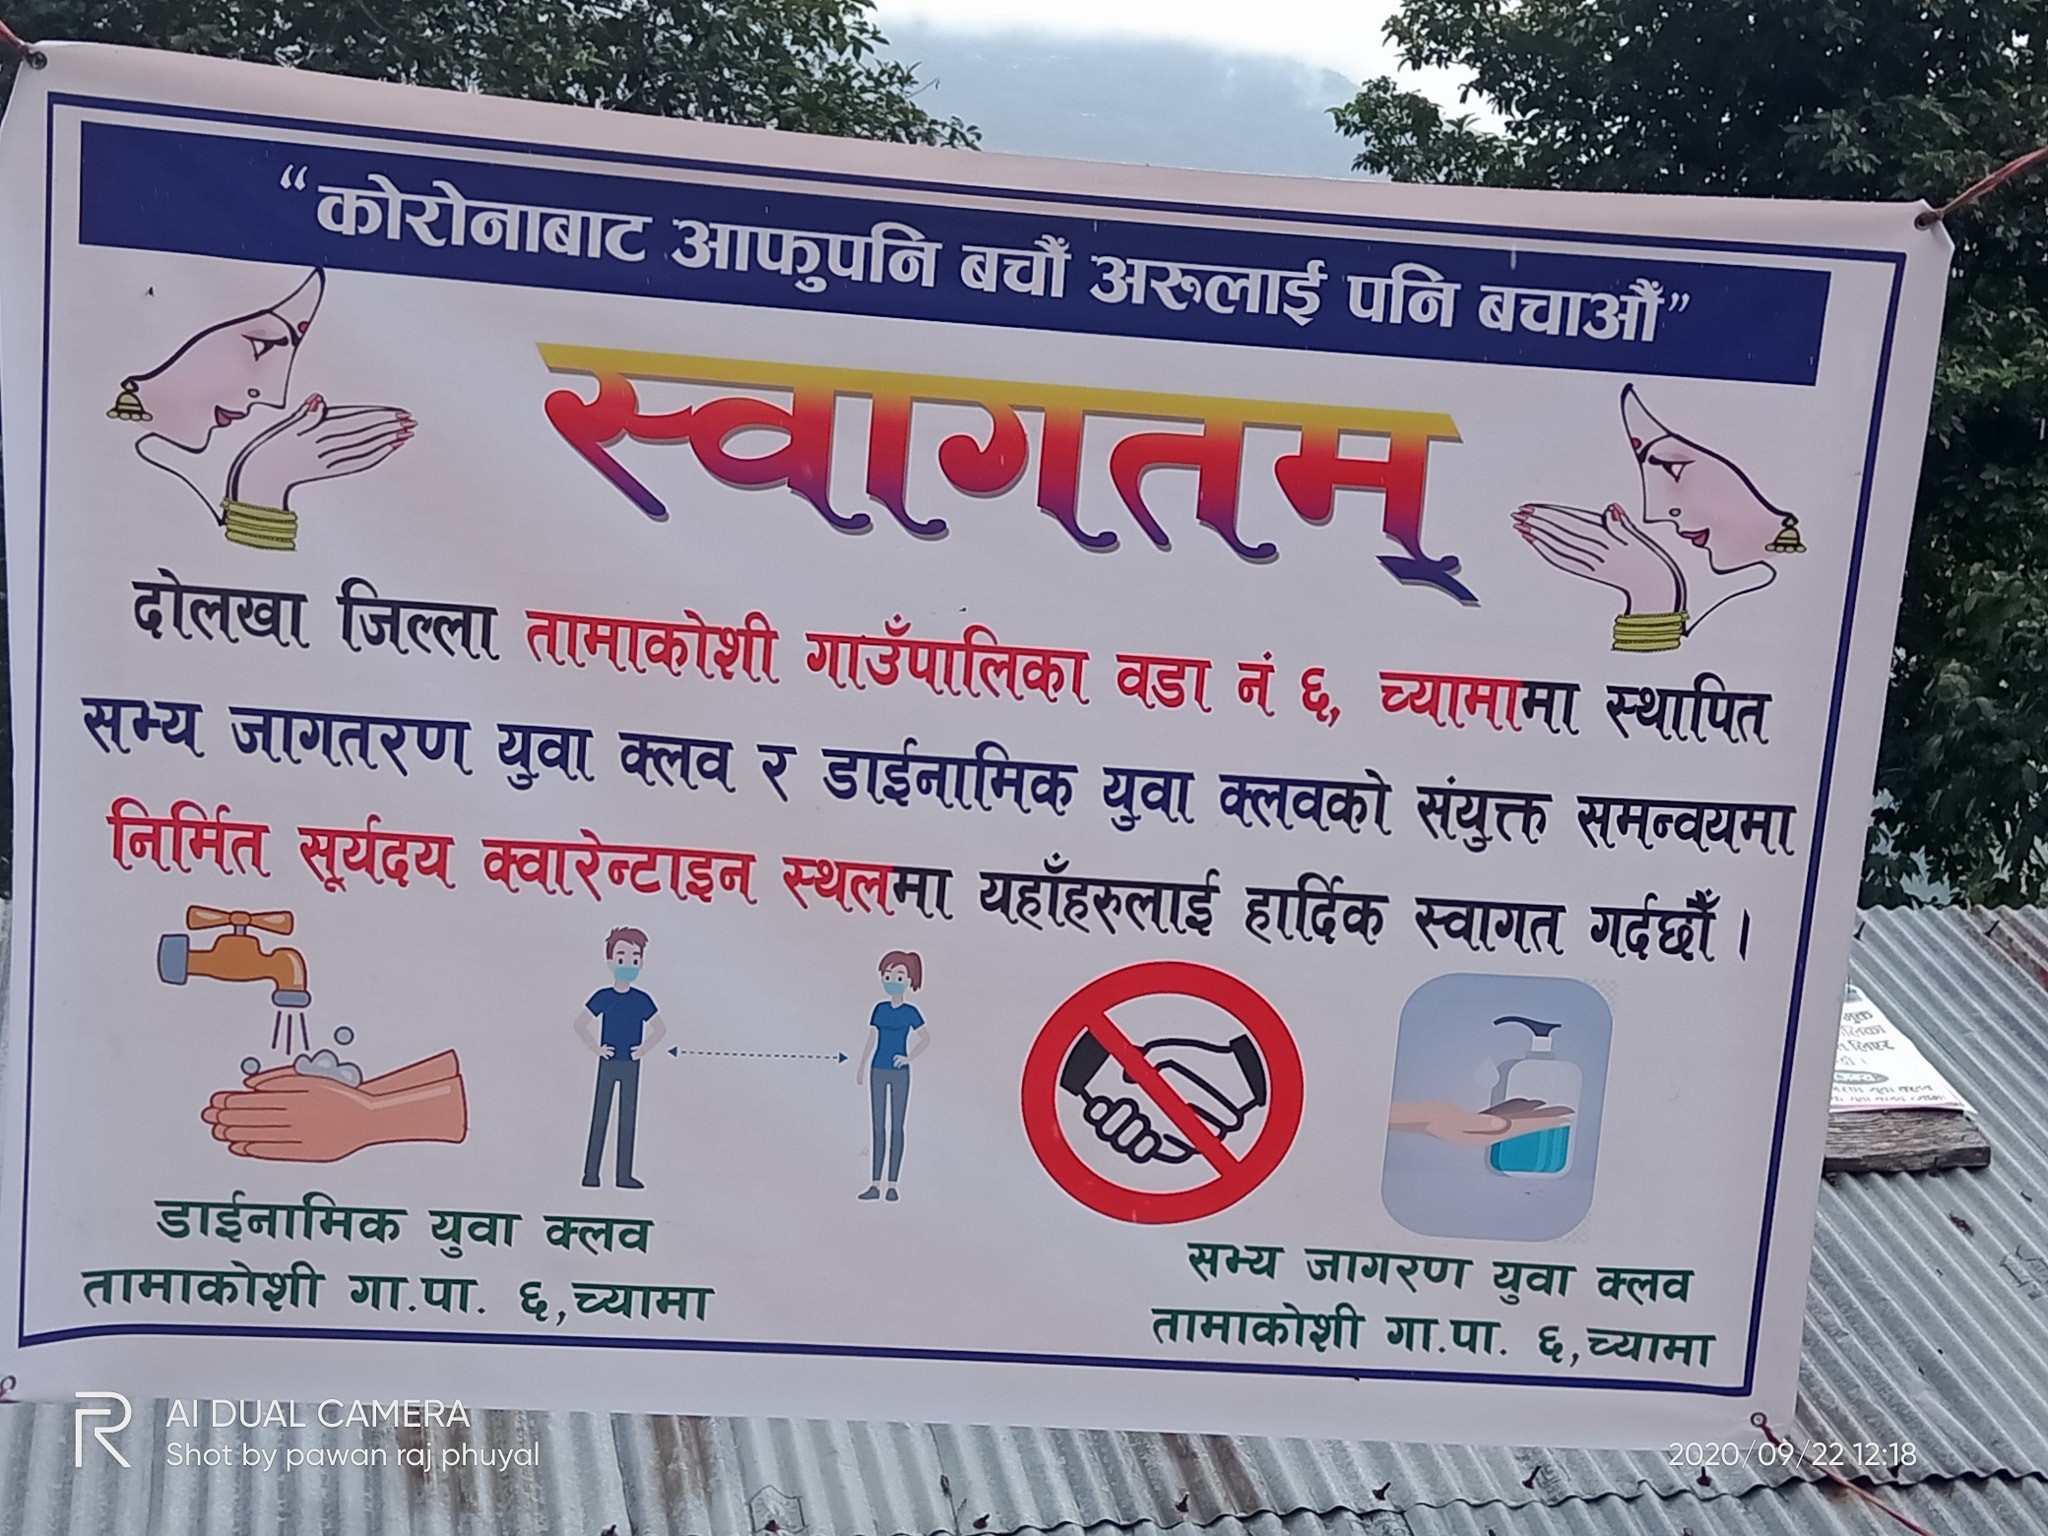 “कोरोनाबाट आफुपनि बचौं अरुलाई पनि बचाऔं”
स्वागतम्
दोलखा जिल्ला तामाकोशी गाउँपालिका वडा नं ६, च्यामामा स्थापित
सभ्य जागतरण युवा क्लव र डाईनामिक युवा क्लवको संयुक्त समन्वयमा
निर्मित सूर्यदय क्वारेन्टाइन स्थलमा यहाँहरुलाई हार्दिक स्वागत गर्दछौँ ।
डाईनामिक युवा क्लव
तामाकोशी गा.पा. ६,च्यामा
सभ्य जागरण युवा क्लव
तामाकोशी गा.पा. ६,च्यामा
R AI DUAL CAMERA
Shot by pawan raj phuyal
2020/09/22 12:18